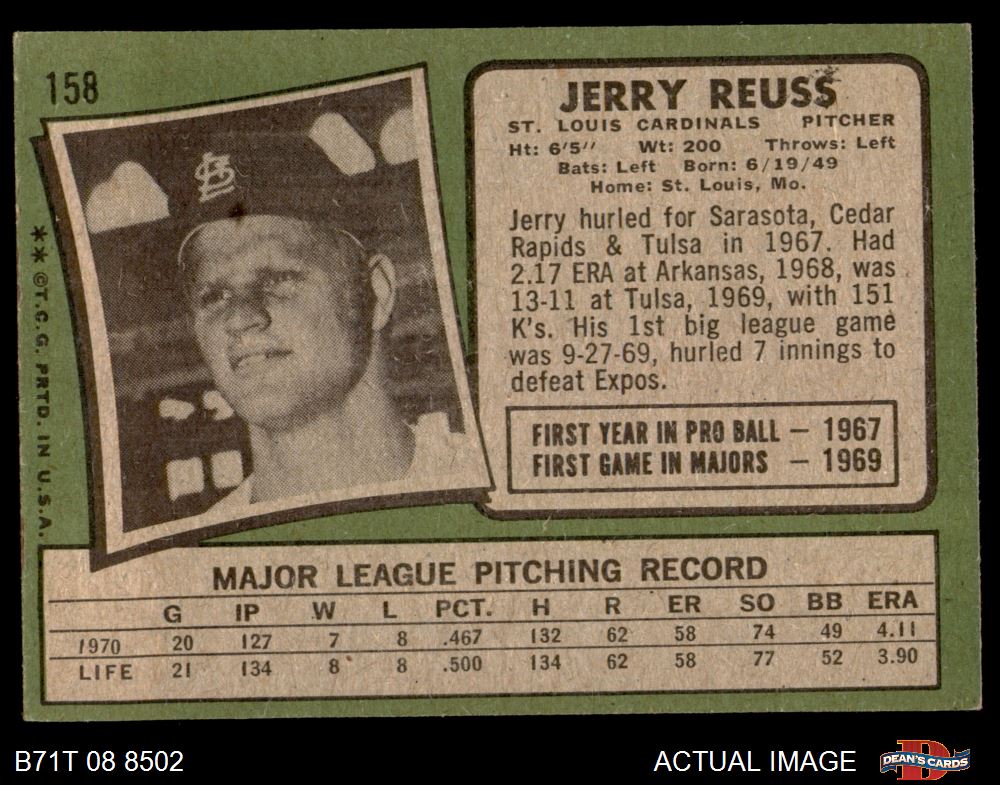 158
JERRY REUSS
ST. LOUIS CARDINALS PITCHER
Ht: 6'5" Wt: 200 Throws: Left
Bats: Left Born: 6/19/49
Home: St. Louis, Mo.
Jerry hurled for Sarasota, Cedar
Rapids & Tulsa in 1967. Had
2.17 ERA at Arkansas, 1968, was
13-11 at Tulsa, 1969, with 151
K's. His 1st big league game
was 9-27-69, hurled 7 innings to
defeat Expos.
FIRST YEAR IN PRO BALL — 1967
FIRST GAME IN MAJORS — 1969
** ©T.C.G. PRTD. IN U.S.A.
MAJOR LEAGUE PITCHING RECORD
G IP W L PCT. H R ER SO BB ERA
1970 20 127 7 8 .467 132 62 58 74 49 4.11
LIFE 21 134 8 8 .500 134 62 58 77 52 3.90
StL
B71T 08 8502
ACTUAL IMAGE
D
DEAN'S CARDS